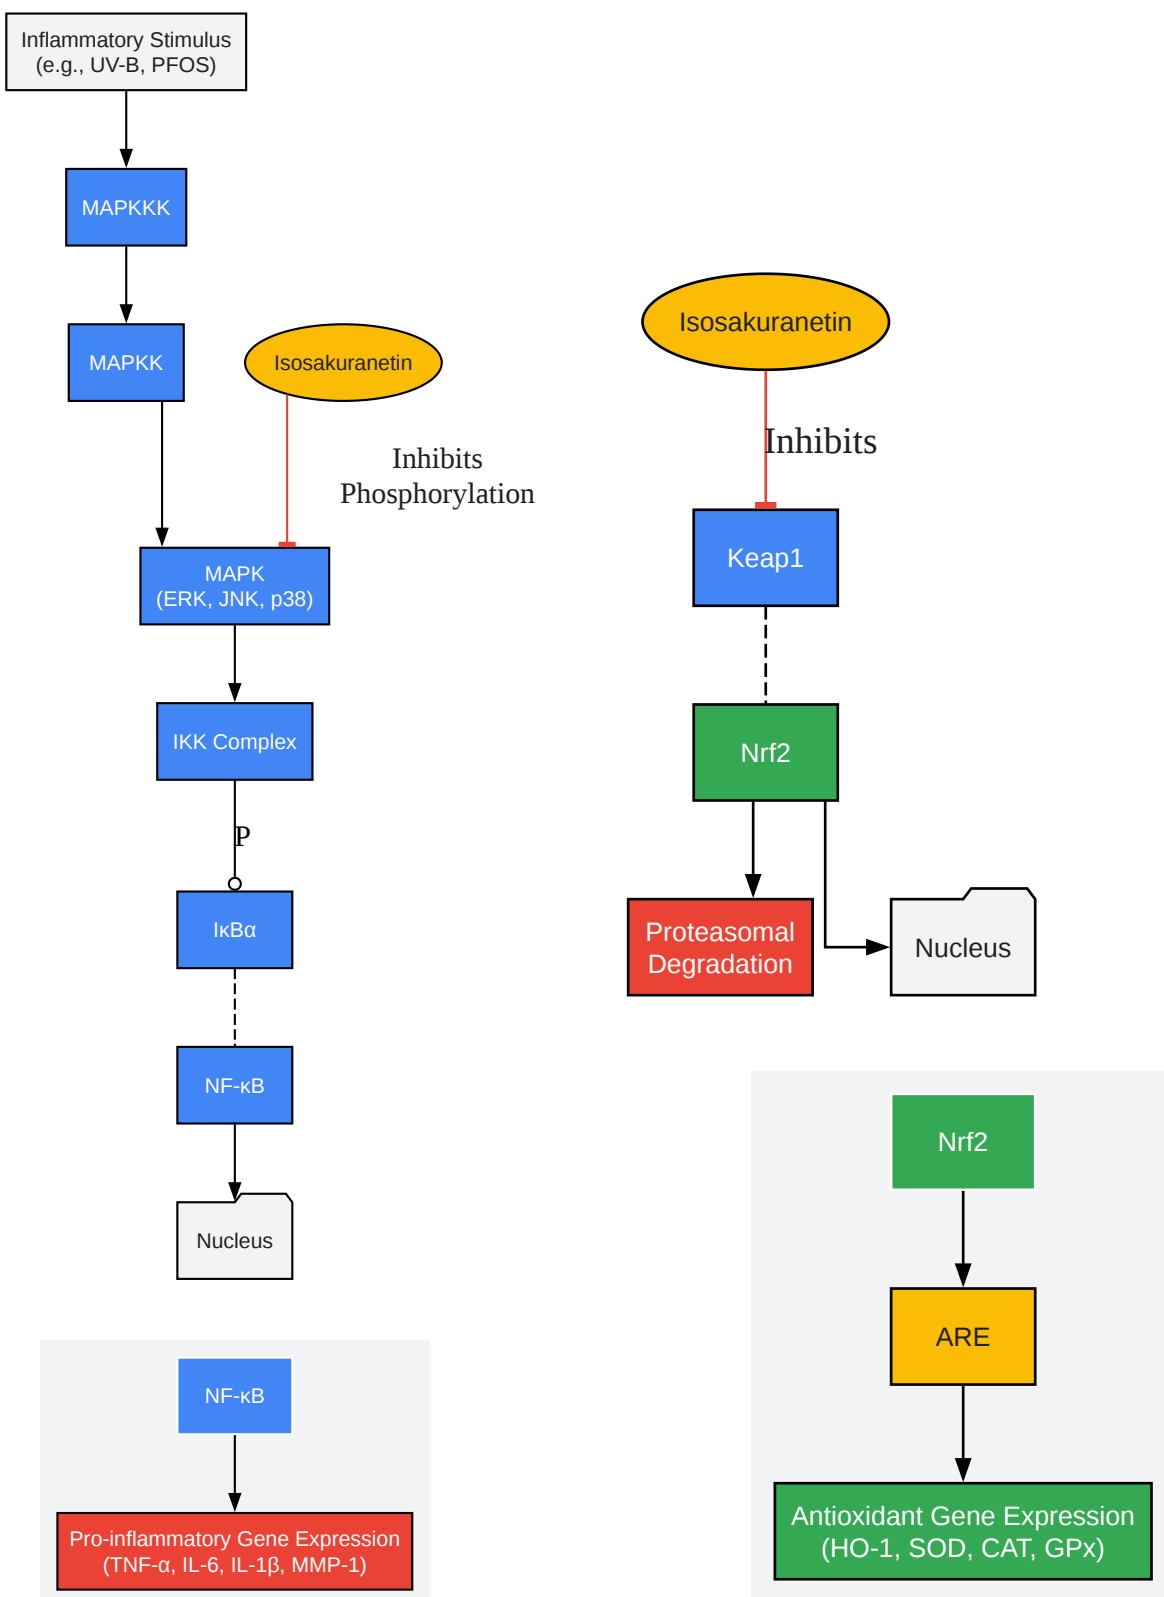 Inflammatory Stimulus
(e.g., UV-B, PFOS)
MAPKKK
MAPKK
Isosakuranetin
Inhibits
Phosphorylation
MAPK
(ERK, JNK, p38)
IKK Complex
P
IκBα
NF-κB
Nucleus
NF-κB
Pro-inflammatory Gene Expression
(TNF-α, IL-6, IL-1β, MMP-1)
Isosakuranetin
Inhibits
Keap1
Nrf2
Proteasomal
Degradation
Nucleus
Nrf2
ARE
Antioxidant Gene Expression
(HO-1, SOD, CAT, GPx)